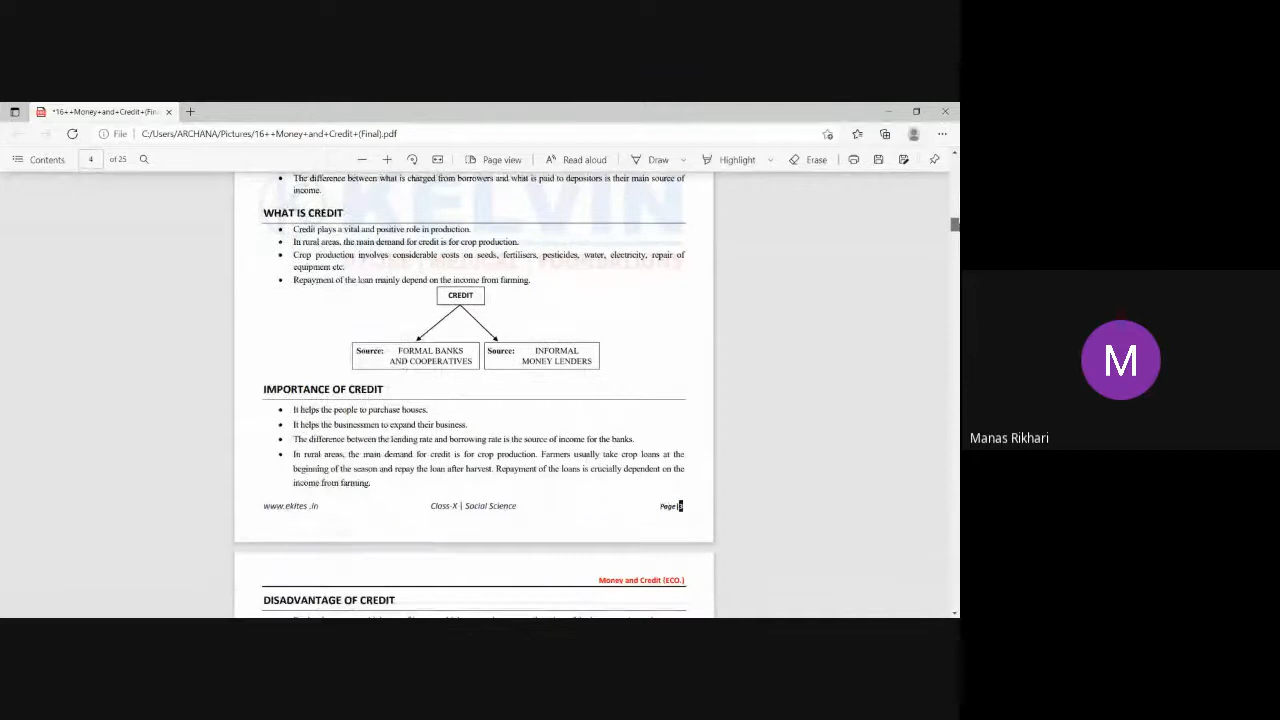 *16++Money+and+Credit+(Fin
File C:/Users/ARCHANA/Pictures/16++Money+and+Credit+(Final).pdf
Contents 4 of 25 Page view Read aloud Draw Highlight Erase
• The difference between what is charged from borrowers and what is paid to depositors is their main source of
income.
KELVIN
WHAT IS CREDIT
• Credit plays a vital and positive role in production.
• In rural areas, the main demand for credit is for crop production.
• Crop production involves considerable costs on seeds, fertilisers, pesticides, water, electricity, repair of
equipment etc.
• Repayment of the loan mainly depend on the income from farming.
CREDIT
Source: FORMAL BANKS
AND COOPERATIVES
Source: INFORMAL
MONEY LENDERS
IMPORTANCE OF CREDIT
• It helps the people to purchase houses.
• It helps the businessmen to expand their business.
• The difference between the lending rate and borrowing rate is the source of income for the banks.
• In rural areas, the main demand for credit is for crop production. Farmers usually take crop loans at the
beginning of the season and repay the loan after harvest. Repayment of the loans is crucially dependent on the
income from farming.
www.ekites .in Class-X | Social Science Page|3
Money and Credit (ECO.)
DISADVANTAGE OF CREDIT
M
Manas Rikhari